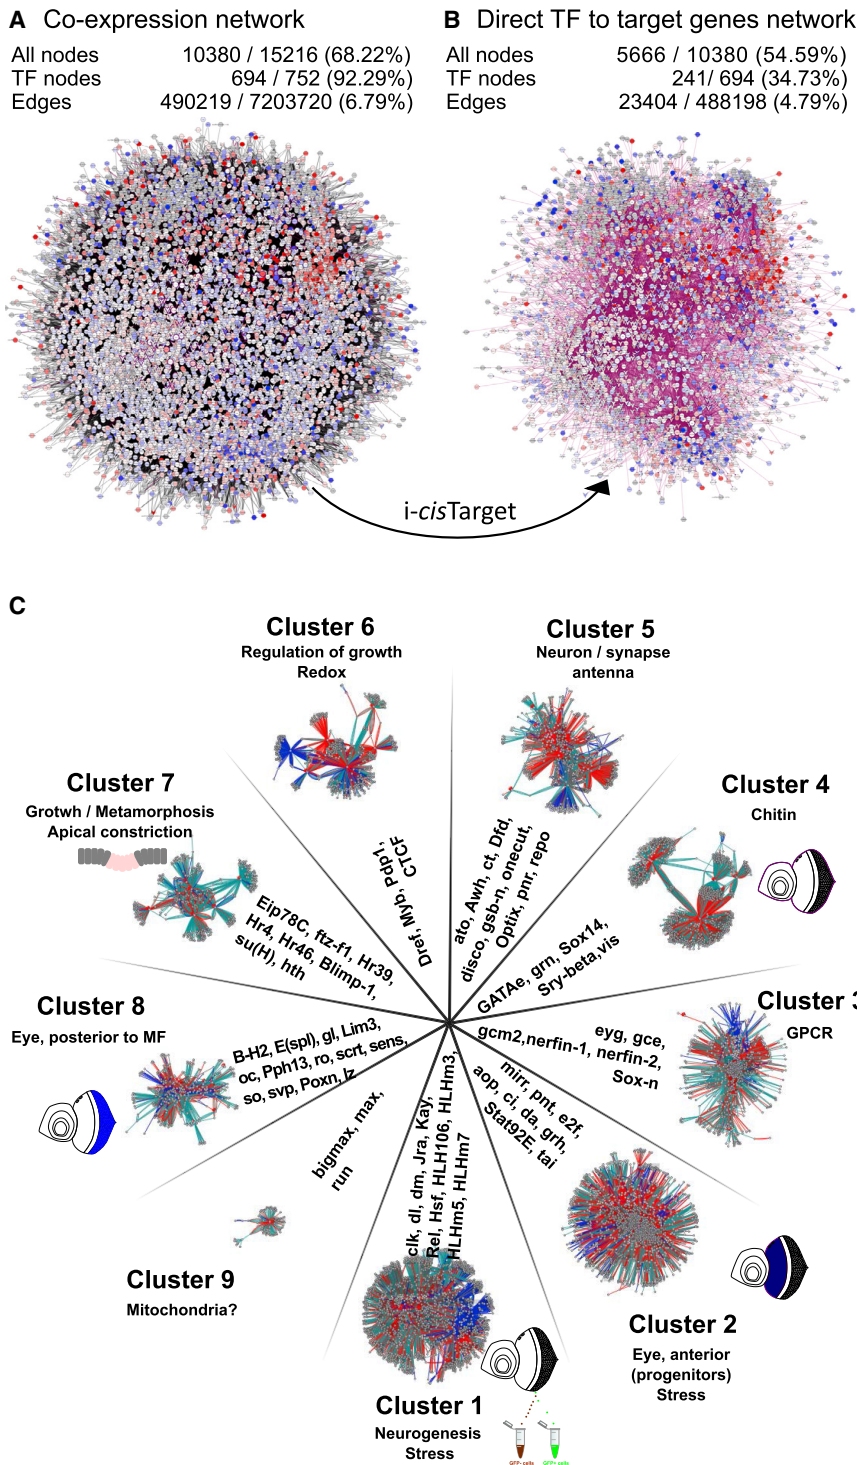 A Co-expression network
All nodes 10380 / 15216 (68.22%)
TF nodes 694 / 752 (92.29%)
Edges 490219 / 7203720 (6.79%)
B Direct TF to target genes network
All nodes 5666 / 10380 (54.59%)
TF nodes 241/ 694 (34.73%)
Edges 23404 / 488198 (4.79%)
i-cisTarget
C
Cluster 6
Regulation of growth
Redox
Dref, Myb, Pdp1,
CTCF
Cluster 5
Neuron / synapse
antenna
ato, Awh, ct, Dfd,
disco, gsb-n, onecut,
Optix, pnr, repo
Cluster 4
Chitin
GATAe, grn, Sox14,
Sry-beta,vis
Cluster 3
GPCR
eyg, gce,
gcm2,nerfin-1, nerfin-2,
Sox-n
Cluster 2
Eye, anterior
(progenitors)
Stress
mirr, pnt, e2f,
aop, ci, da, grh,
Stat92E, tai
Cluster 1
Neurogenesis
Stress
clk, dl, dm, Jra, Kay,
Rel, Hsf, HLH106, HLHm3,
HLHm5, HLHm7
GFP- cells
GFP+ cells
Cluster 9
Mitochondria?
bigmax, max,
run
Cluster 8
Eye, posterior to MF
B-H2, E(spl), gl, Lim3,
oc, Pph13, ro, scrt, sens,
so, svp, Poxn, lz
Cluster 7
Grotwh / Metamorphosis
Apical constriction
Eip78C, ftz-f1, Hr39,
Hr4, Hr46, Blimp-1,
su(H), hth